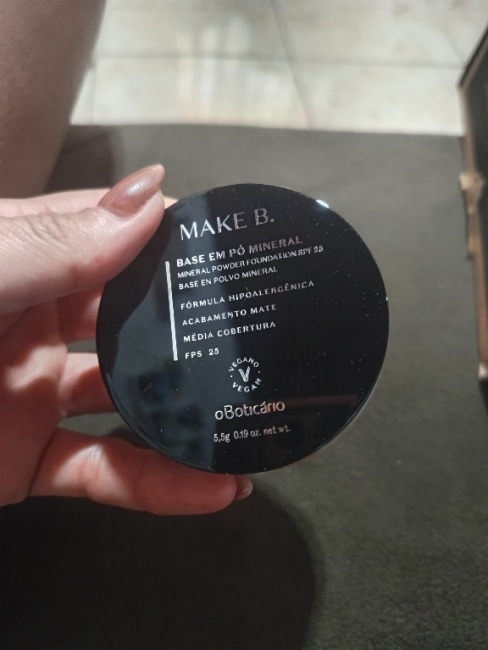 MAKE B.
BASE EM PÓ MINERAL
MINERAL POWDER FOUNDATION SPF 25
BASE EN POLVO MINERAL
FÓRMULA HIPOALERGÊNICA
ACABAMENTO MATE
MÉDIA COBERTURA
FPS 25
VEGANO
VEGAN
oBoticário
5,5g 0.19 oz. net wt.